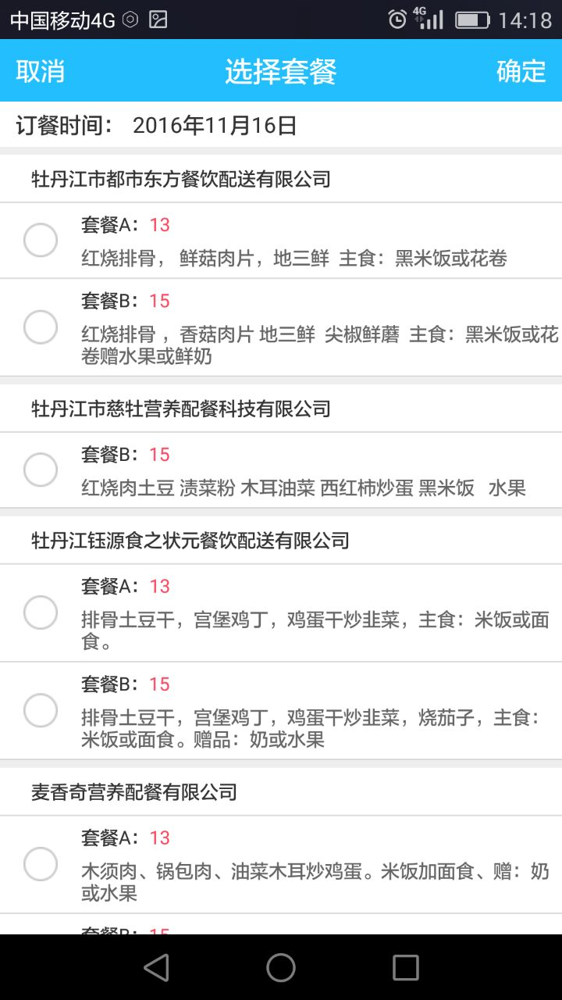 中国移动4G 4G 14:18
取消 选择套餐 确定
订餐时间： 2016年11月16日
牡丹江市都市东方餐饮配送有限公司
套餐A：13
红烧排骨， 鲜菇肉片，地三鲜 主食：黑米饭或花卷
套餐B：15
红烧排骨 ，香菇肉片 地三鲜 尖椒鲜蘑 主食：黑米饭或花
卷赠水果或鲜奶
牡丹江市慈牡营养配餐科技有限公司
套餐B：15
红烧肉土豆 渍菜粉 木耳油菜 西红柿炒蛋 黑米饭 水果
牡丹江钰源食之状元餐饮配送有限公司
套餐A：13
排骨土豆干，宫堡鸡丁，鸡蛋干炒韭菜，主食：米饭或面
食。
套餐B：15
排骨土豆干，宫堡鸡丁，鸡蛋干炒韭菜，烧茄子，主食：
米饭或面食。赠品：奶或水果
麦香奇营养配餐有限公司
套餐A：13
木须肉、锅包肉、油菜木耳炒鸡蛋。米饭加面食、赠：奶
或水果
套餐B：15